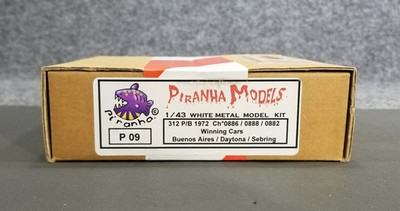 Piranha ®
P 09
PIRANHA MODELS
1/43 WHITE METAL MODEL KIT
312 P/B 1972 Ch°0886 / 0888 / 0882
Winning Cars
Buenos Aires / Daytona / Sebring